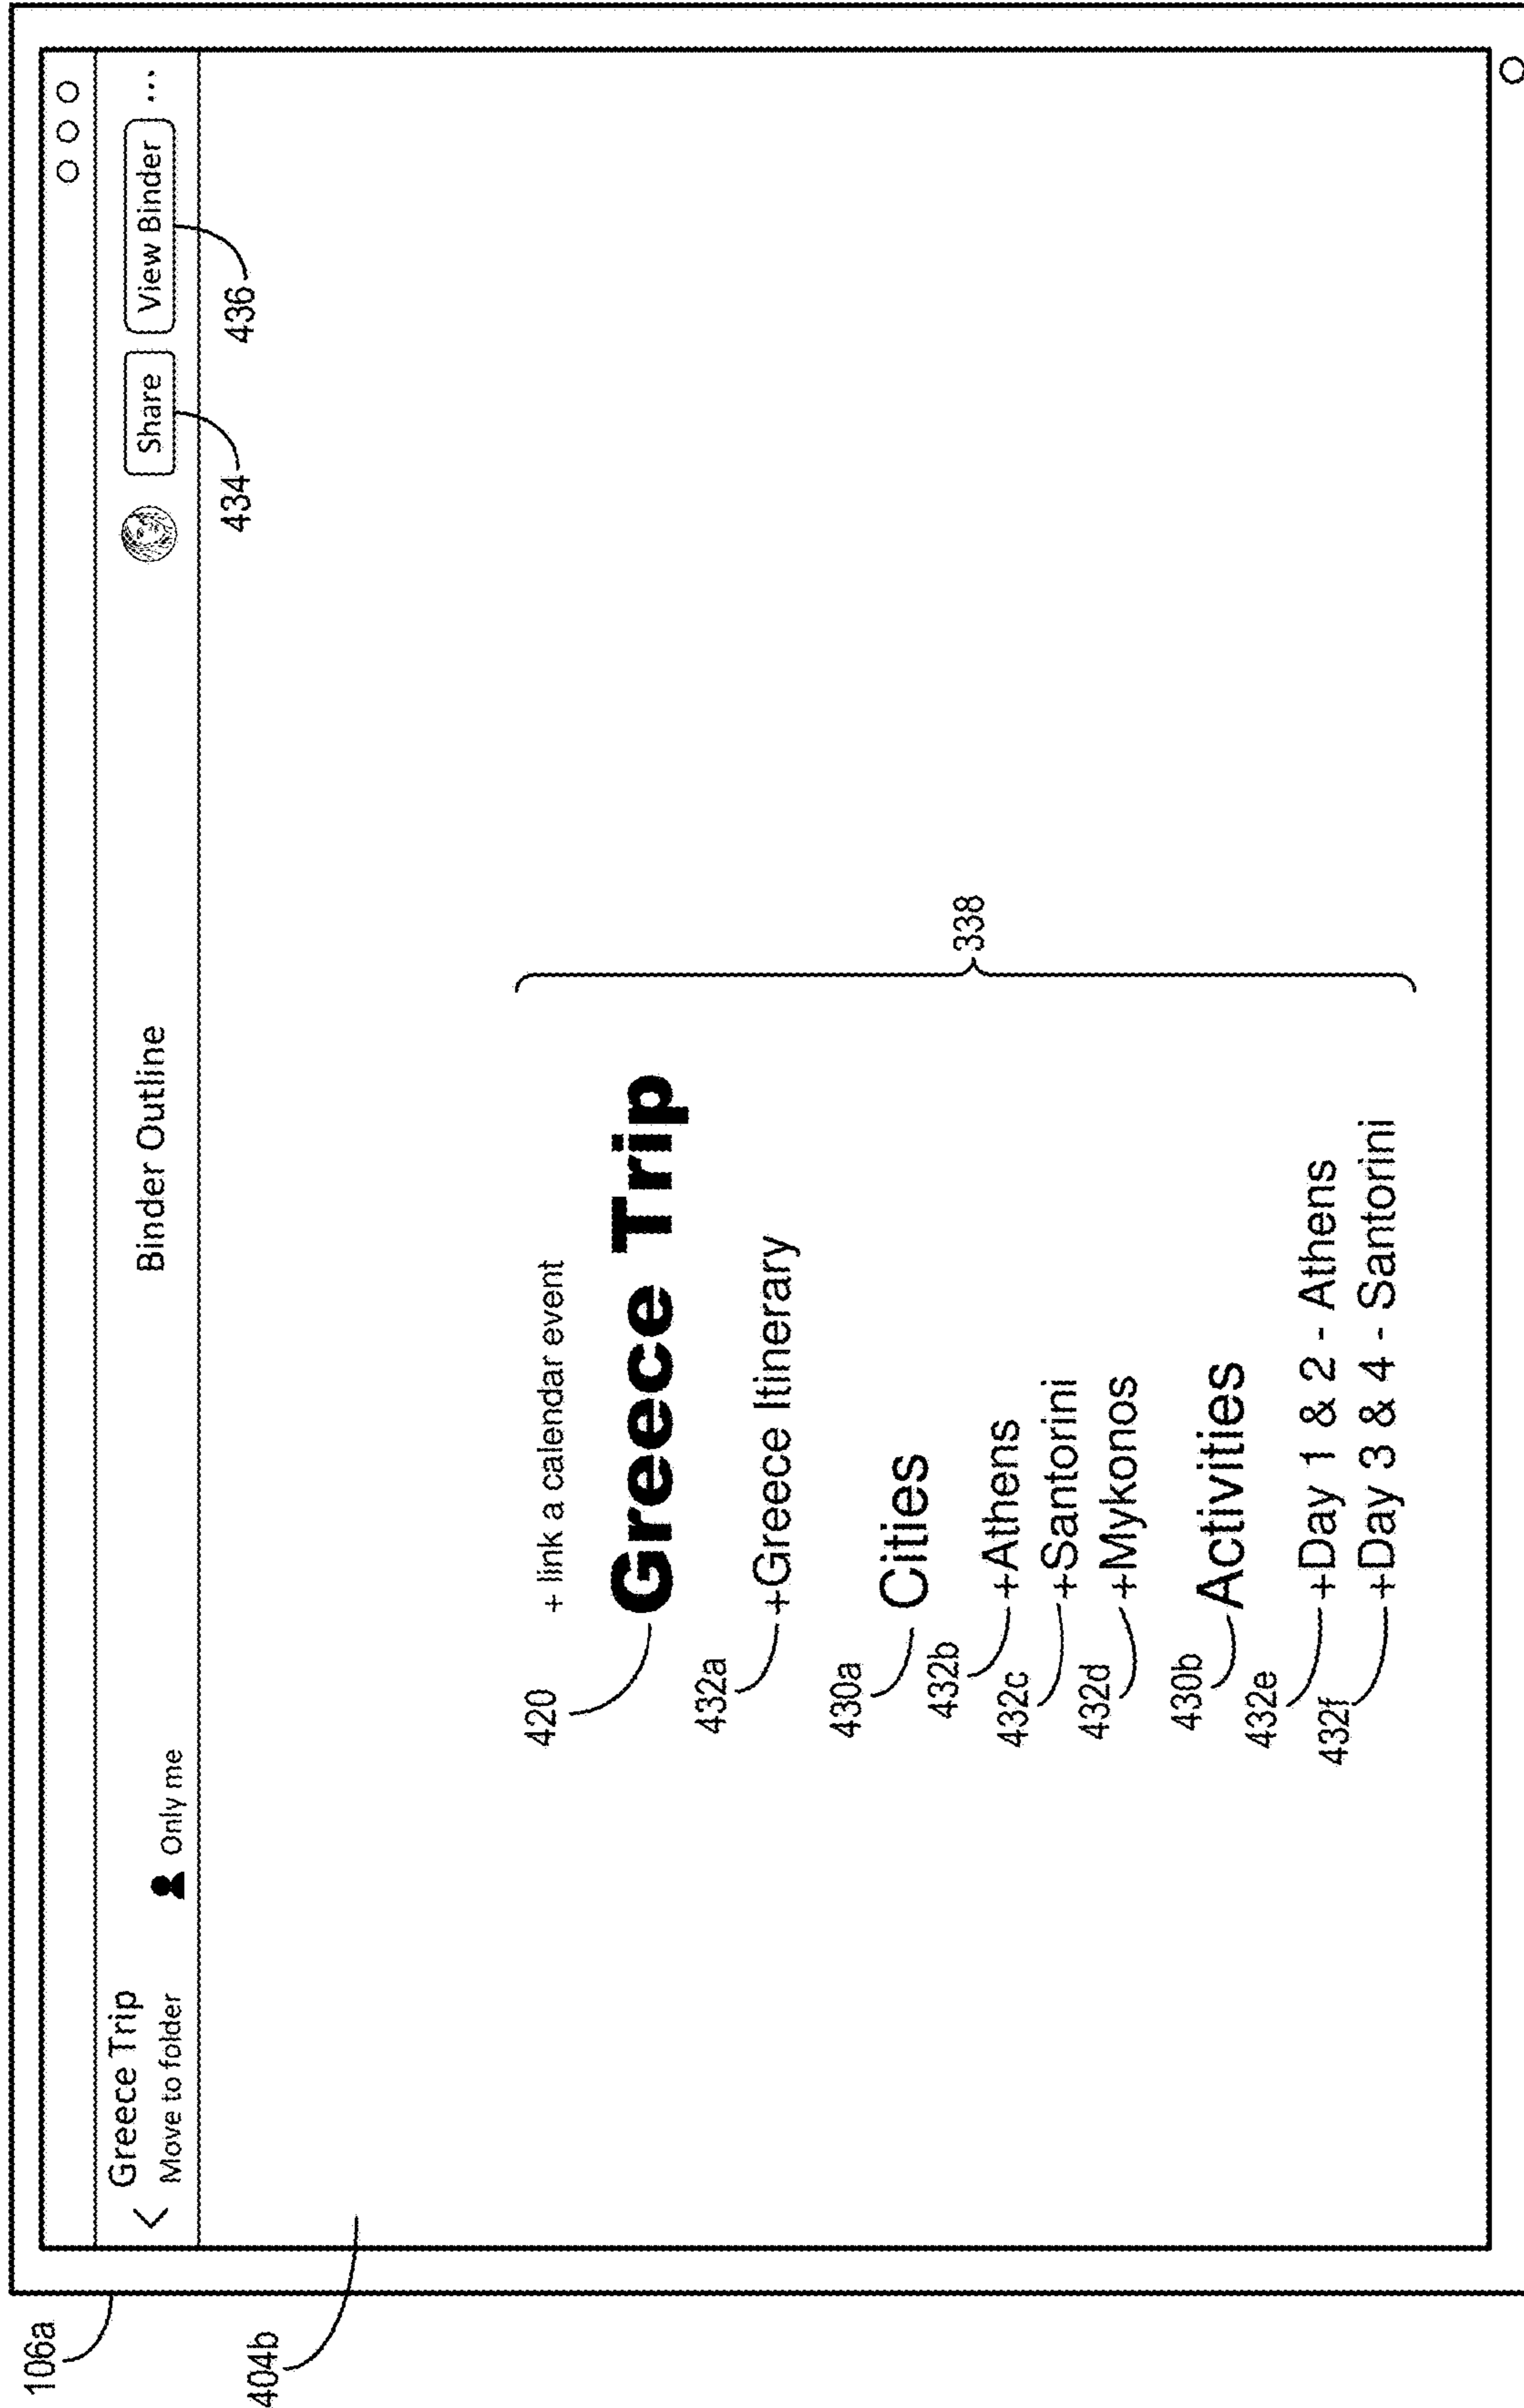 106a
404b
Greece Trip
Move to folder
Only me
Binder Outline
Share
View Binder
...
434
436
+ link a calendar event
420
Greece Trip
432a
+Greece Itinerary
430a
Cities
432b
+Athens
432c
+Santorini
432d
+Mykonos
430b
Activities
432e
+Day 1 & 2 - Athens
432f
+Day 3 & 4 - Santorini
338